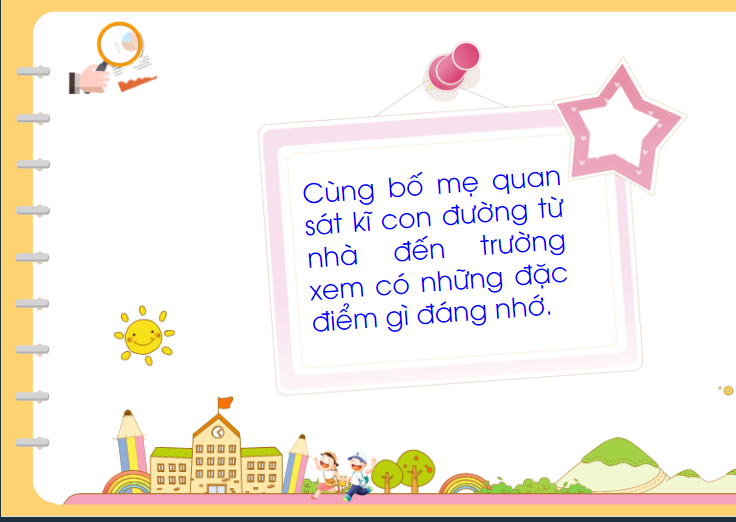 Cùng bố mẹ quan
sát kĩ con đường từ
nhà đến trường
xem có những đặc
điểm gì đáng nhớ.